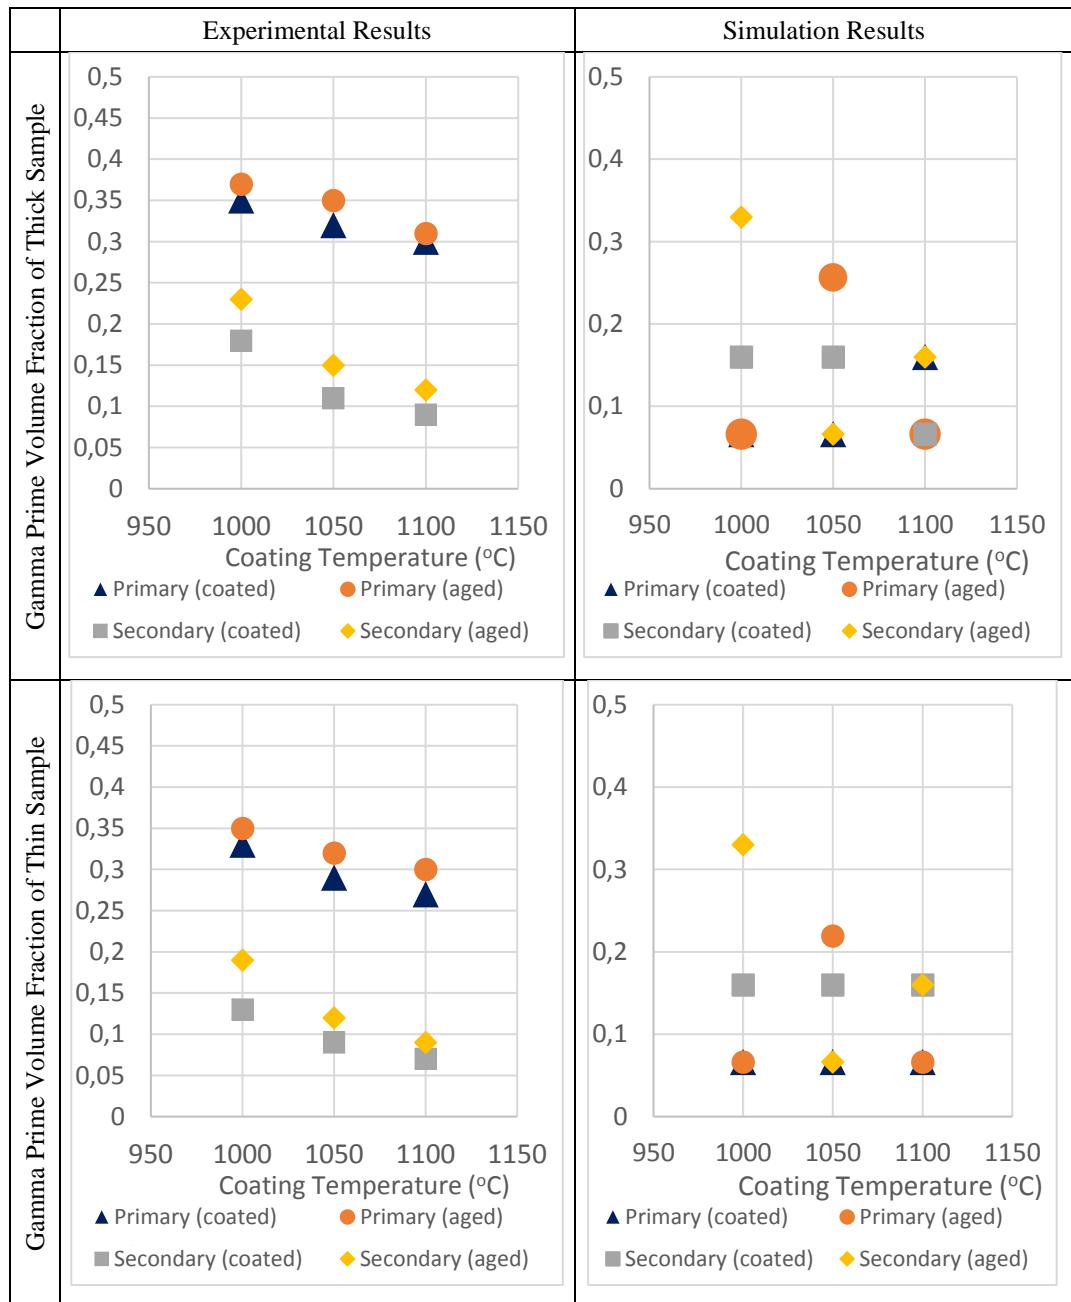 Experimental Results
Simulation Results
Gamma Prime Volume Fraction of Thick Sample
0,5
0,45
0,4
0,35
0,3
0,25
0,2
0,15
0,1
0,05
0
950 1000 1050 1100 1150
Coating Temperature (oC)
Primary (coated) Primary (aged)
Secondary (coated) Secondary (aged)
0,5
0,4
0,3
0,2
0,1
0
950 1000 1050 1100 1150
Coating Temperature (oC)
Primary (coated) Primary (aged)
Secondary (coated) Secondary (aged)
Gamma Prime Volume Fraction of Thin Sample
0,5
0,45
0,4
0,35
0,3
0,25
0,2
0,15
0,1
0,05
0
950 1000 1050 1100 1150
Coating Temperature (oC)
Primary (coated) Primary (aged)
Secondary (coated) Secondary (aged)
0,5
0,4
0,3
0,2
0,1
0
950 1000 1050 1100 1150
Coating Temperature (oC)
Primary (coated) Primary (aged)
Secondary (coated) Secondary (aged)